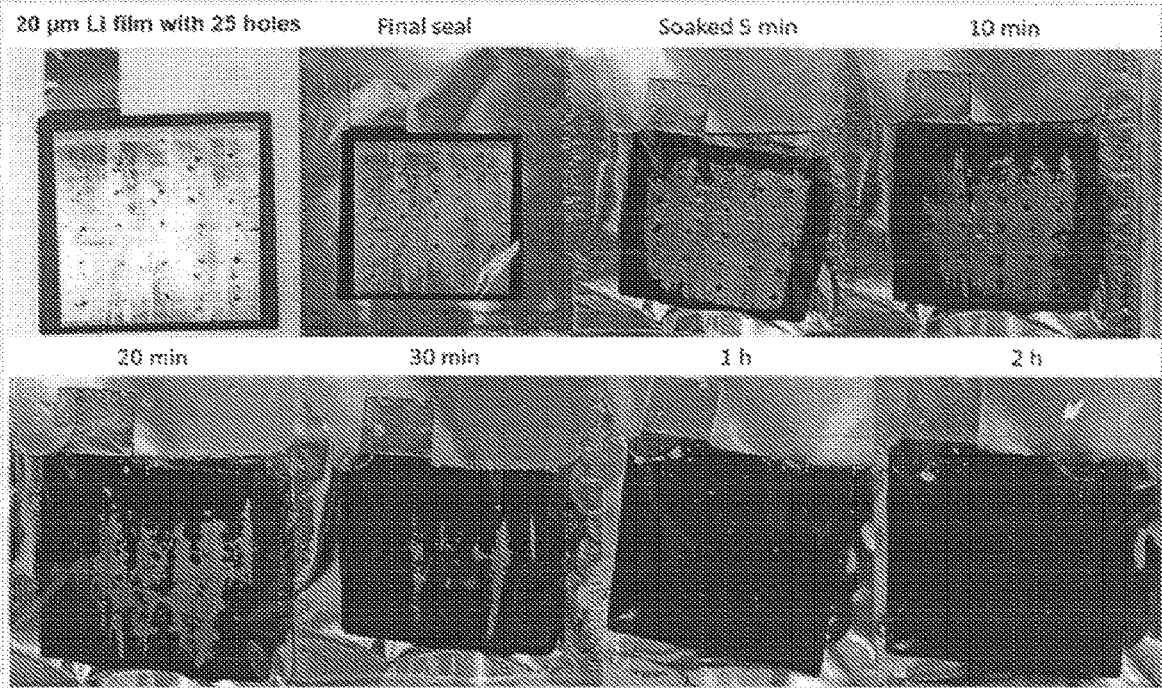 20 µm Li film with 25 holes
Final seal
Soaked 5 min
10 min
20 min
30 min
1 h
2 h